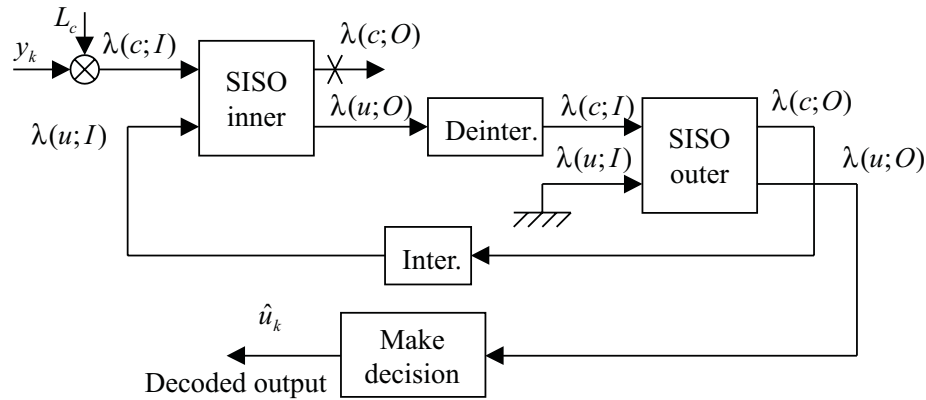 L_c
y_k
λ(c;I)
λ(u;I)
SISO
inner
λ(c;O)
λ(u;O)
Deinter.
λ(c;I)
λ(u;I)
SISO
outer
λ(c;O)
λ(u;O)
Inter.
û_k
Decoded output
Make
decision